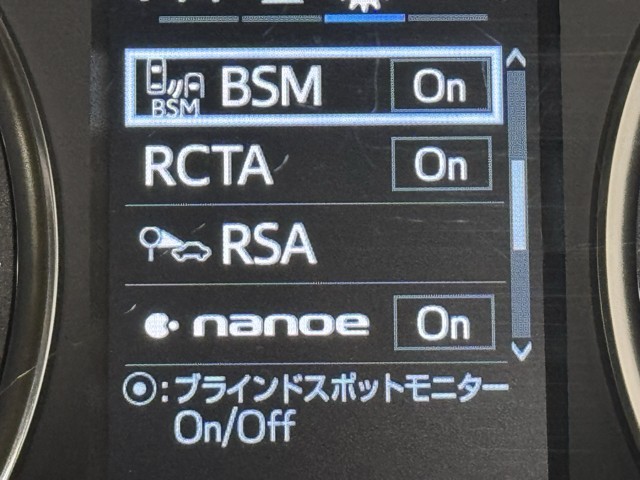 BSM BSM On
RCTA On
RSA
nanoe On
⦿:ブラインドスポットモニター
On/Off